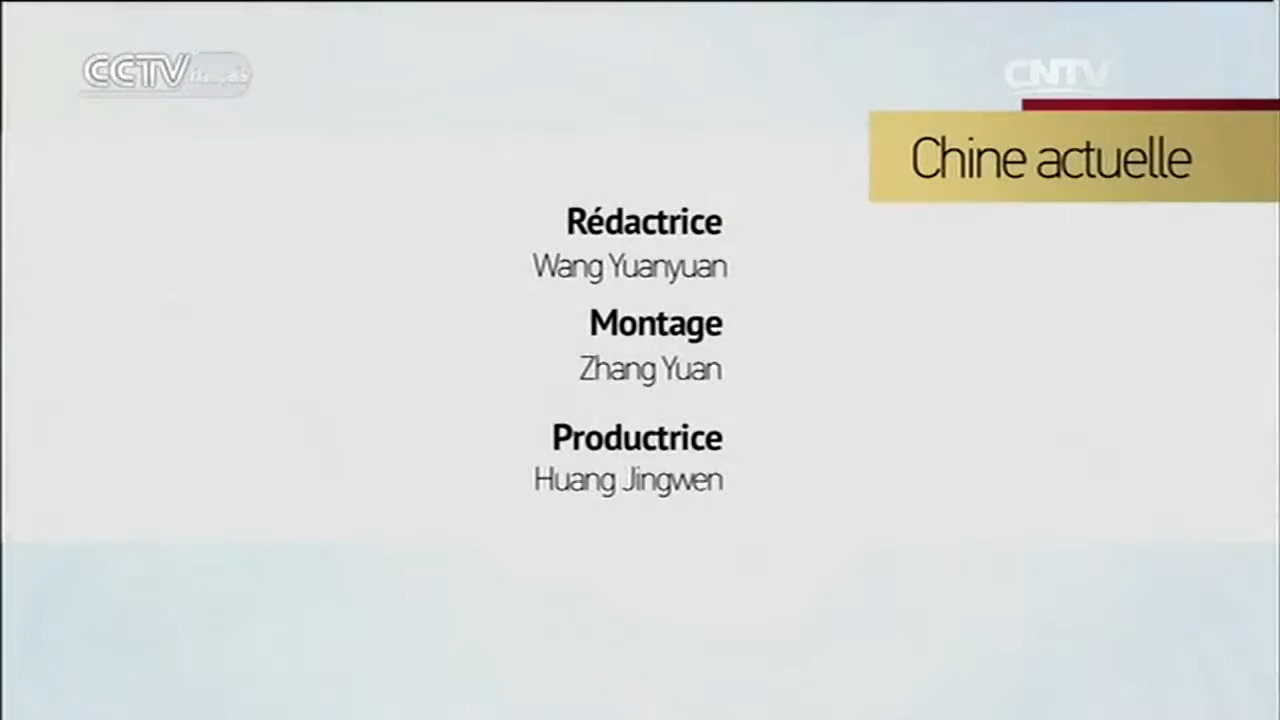 CCTV
CNTV
Chine actuelle
Rédactrice
Wang Yuanyuan
Montage
Zhang Yuan
Productrice
Huang Jingwen